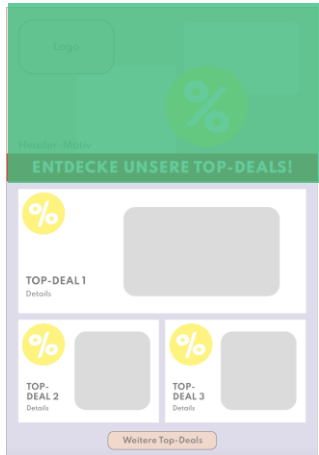 Logo
%
Header-Motiv
ENTDECKE UNSERE TOP-DEALS!
%
TOP-DEAL 1
Details
%
TOP-
DEAL 2
Details
%
TOP-
DEAL 3
Details
Weitere Top-Deals